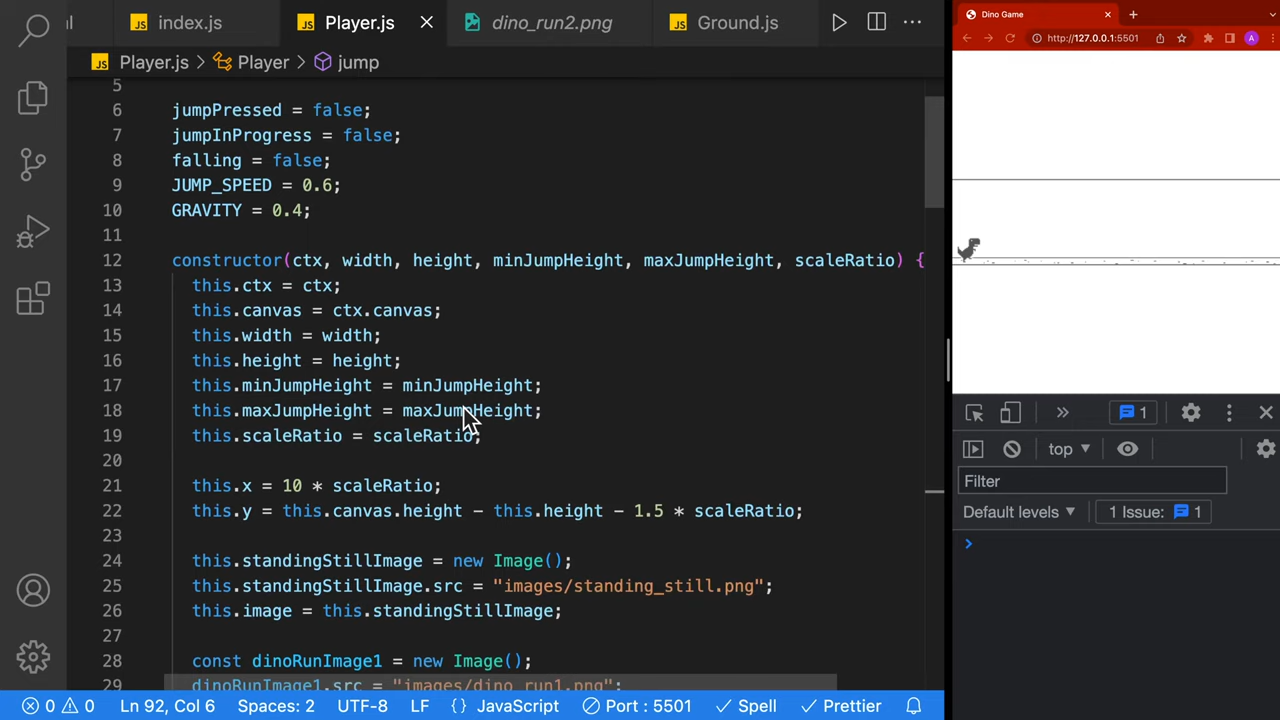 l
index.js
Player.js
dino_run2.png
Ground.js
Player.js > Player > jump
5
6 jumpPressed = false;
7 jumpInProgress = false;
8 falling = false;
9 JUMP_SPEED = 0.6;
10 GRAVITY = 0.4;
11
12 constructor(ctx, width, height, minJumpHeight, maxJumpHeight, scaleRatio) {
13 this.ctx = ctx;
14 this.canvas = ctx.canvas;
15 this.width = width;
16 this.height = height;
17 this.minJumpHeight = minJumpHeight;
18 this.maxJumpHeight = maxJumpHeight;
19 this.scaleRatio = scaleRatio;
20
21 this.x = 10 * scaleRatio;
22 this.y = this.canvas.height - this.height - 1.5 * scaleRatio;
23
24 this.standingStillImage = new Image();
25 this.standingStillImage.src = "images/standing_still.png";
26 this.image = this.standingStillImage;
27
28 const dinoRunImage1 = new Image();
29 dinoRunImage1.src = "images/dino_run1.png";
0 0 Ln 92, Col 6 Spaces: 2 UTF-8 LF {} JavaScript Port : 5501 Spell Prettier
Dino Game
http://127.0.0.1:5501
A
1
top
Filter
Default levels 1 Issue: 1